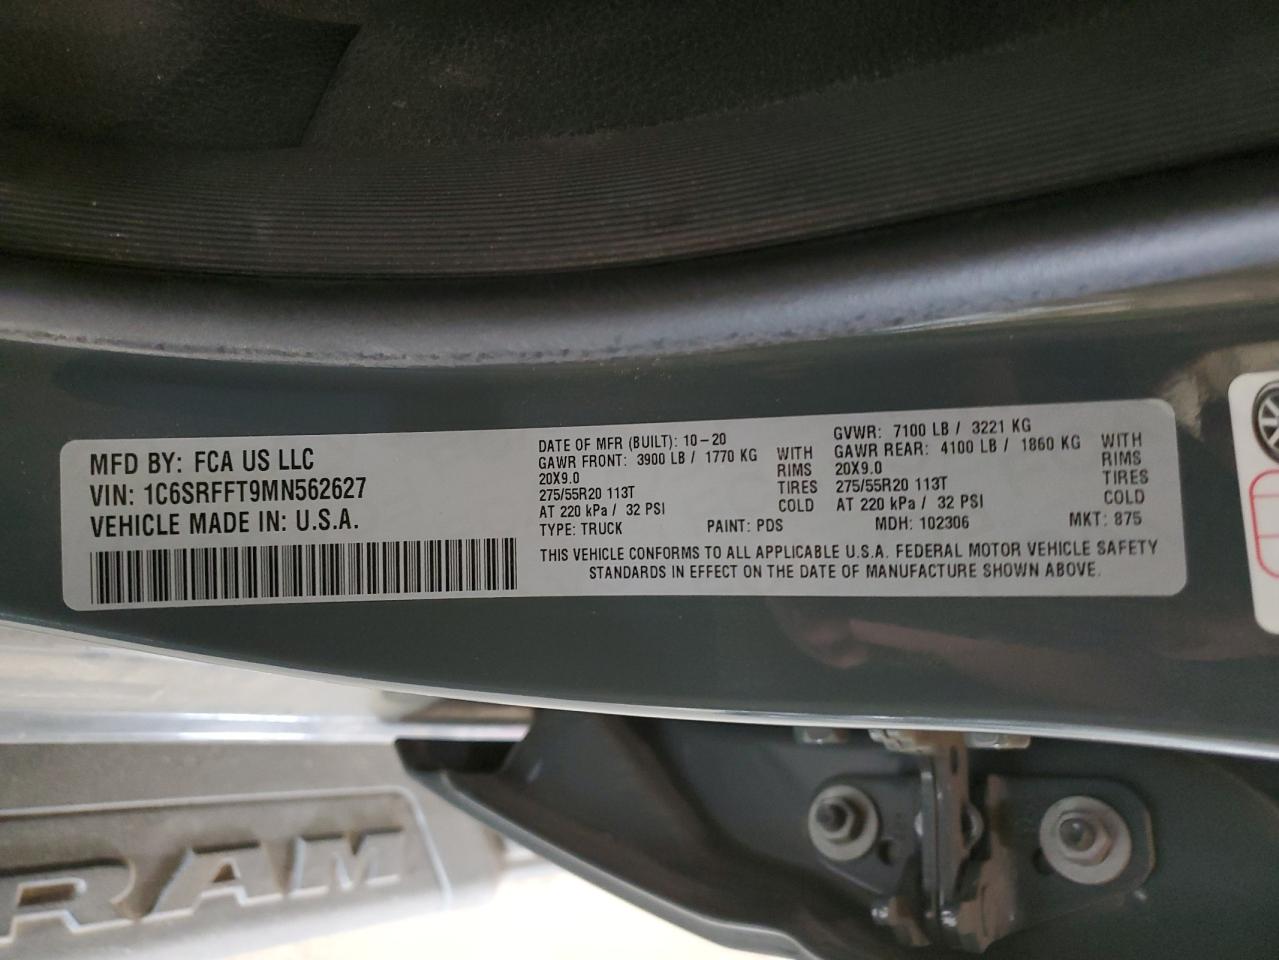 MFD BY: FCA US LLC
VIN: 1C6SRFFT9MN562627
VEHICLE MADE IN: U.S.A.
DATE OF MFR (BUILT): 10-20
GAWR FRONT: 3900 LB / 1770 KG WITH
20X9.0 RIMS
275/55R20 113T TIRES
AT 220 kPa / 32 PSI COLD
GVWR: 7100 LB / 3221 KG
GAWR REAR: 4100 LB / 1860 KG WITH
20X9.0 RIMS
275/55R20 113T TIRES
AT 220 kPa / 32 PSI COLD
TYPE: TRUCK PAINT: PDS MDH: 102306 MKT: 875
THIS VEHICLE CONFORMS TO ALL APPLICABLE U.S.A. FEDERAL MOTOR VEHICLE SAFETY
STANDARDS IN EFFECT ON THE DATE OF MANUFACTURE SHOWN ABOVE.
RAM